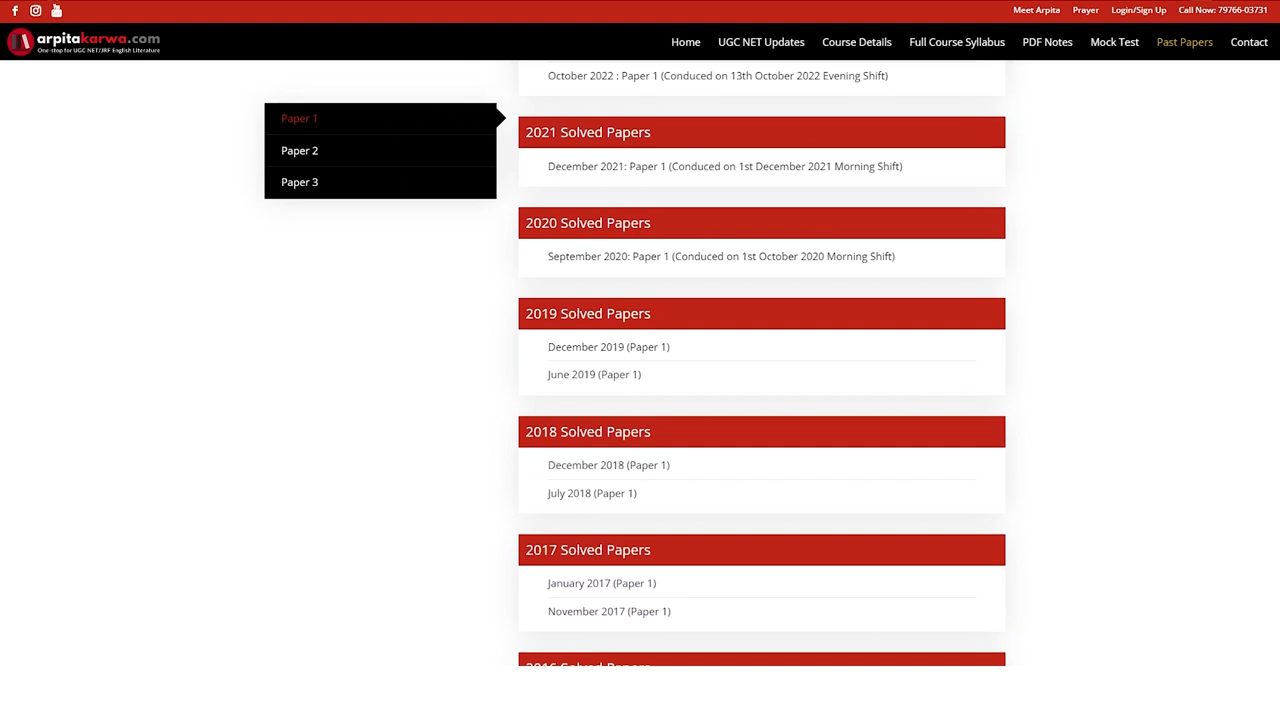 Meet Arpita Prayer Login/Sign Up Call Now: 79766-03731
arpitakarwa.com
One-stop for UGC NET/JRF English Literature
Home UGC NET Updates Course Details Full Course Syllabus PDF Notes Mock Test Past Papers Contact
October 2022 : Paper 1 (Conduced on 13th October 2022 Evening Shift)
Paper 1
Paper 2
Paper 3
2021 Solved Papers
December 2021: Paper 1 (Conduced on 1st December 2021 Morning Shift)
2020 Solved Papers
September 2020: Paper 1 (Conduced on 1st October 2020 Morning Shift)
2019 Solved Papers
December 2019 (Paper 1)
June 2019 (Paper 1)
2018 Solved Papers
December 2018 (Paper 1)
July 2018 (Paper 1)
2017 Solved Papers
January 2017 (Paper 1)
November 2017 (Paper 1)
2016 Solved Papers